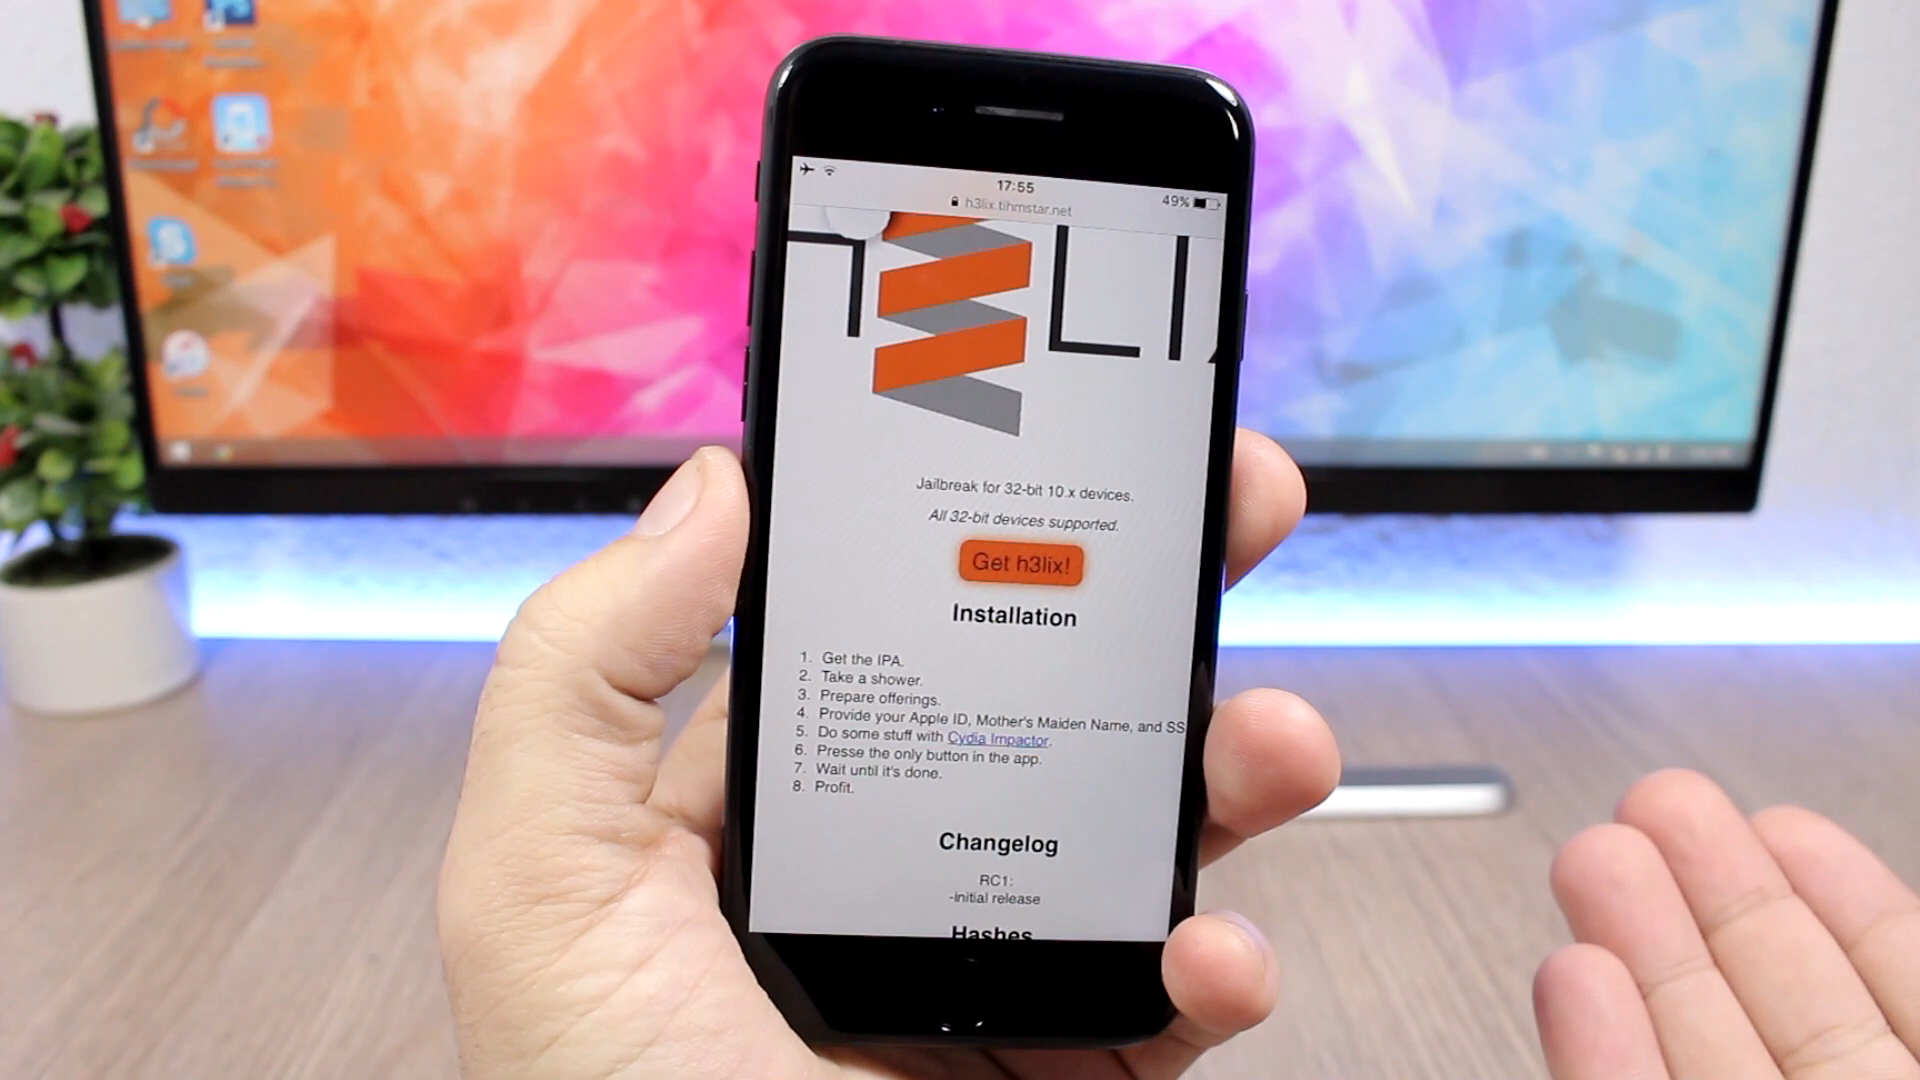 17:55
49%
h3lix.tihmstar.net
LI
Jailbreak for 32-bit 10.x devices.
All 32-bit devices supported.
Get h3lix!
Installation
1. Get the IPA.
2. Take a shower.
3. Prepare offerings.
4. Provide your Apple ID, Mother's Maiden Name, and SS
5. Do some stuff with Cydia Impactor.
6. Presse the only button in the app.
7. Wait until it's done.
8. Profit.
Changelog
RC1:
-initial release
Hashes